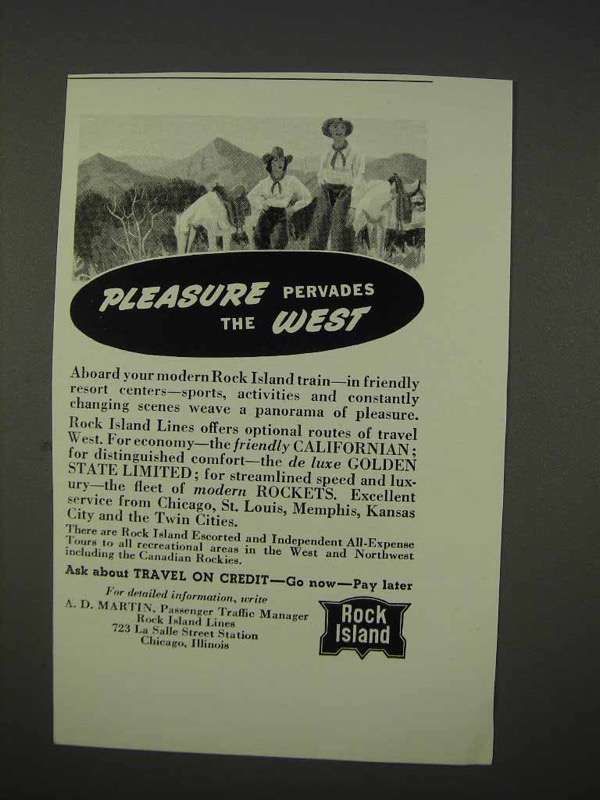 PLEASURE PERVADES
THE WEST
Aboard your modern Rock Island train—in friendly
resort centers—sports, activities and constantly
changing scenes weave a panorama of pleasure.
Rock Island Lines offers optional routes of travel
West. For economy—the friendly CALIFORNIAN;
for distinguished comfort—the de luxe GOLDEN
STATE LIMITED; for streamlined speed and lux-
ury—the fleet of modern ROCKETS. Excellent
service from Chicago, St. Louis, Memphis, Kansas
City and the Twin Cities.
There are Rock Island Escorted and Independent All-Expense
Tours to all recreational areas in the West and Northwest
including the Canadian Rockies.
Ask about TRAVEL ON CREDIT—Go now—Pay later
For detailed information, write
A. D. MARTIN, Passenger Traffic Manager
Rock Island Lines
723 La Salle Street Station
Chicago, Illinois
Rock
Island